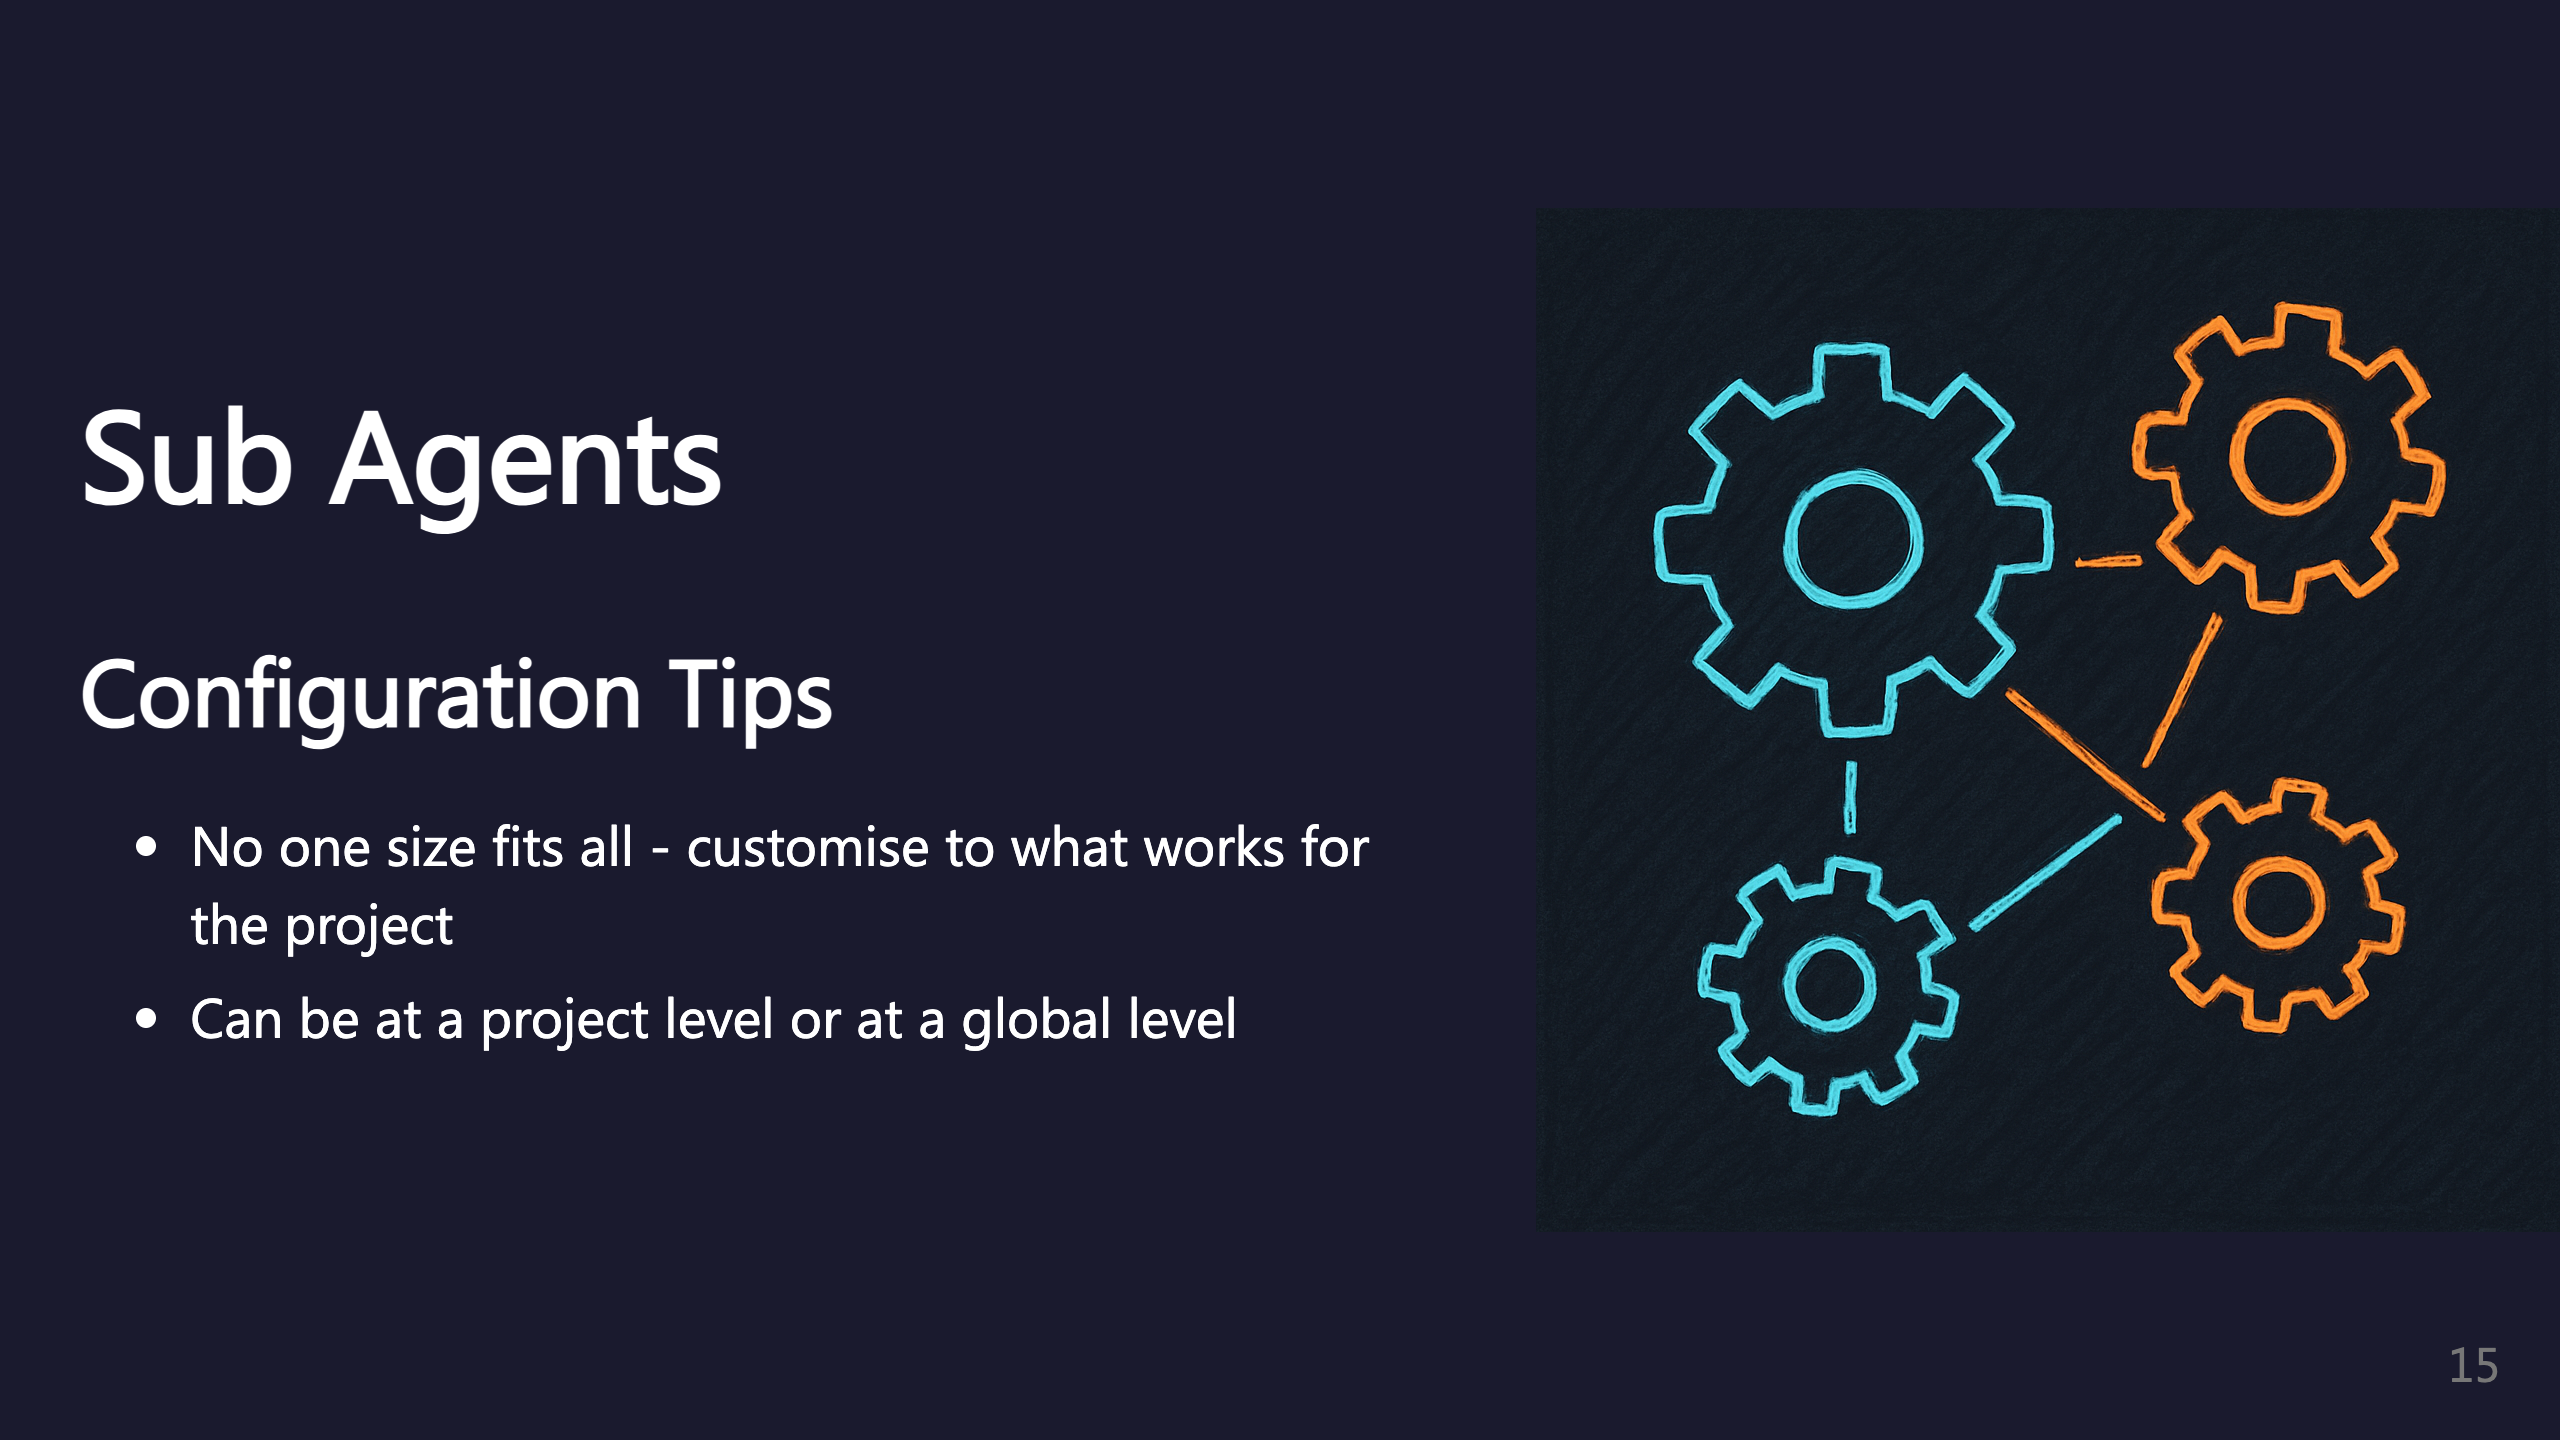 Sub Agents
Configuration Tips
• No one size fits all - customise to what works for
the project
• Can be at a project level or at a global level
15